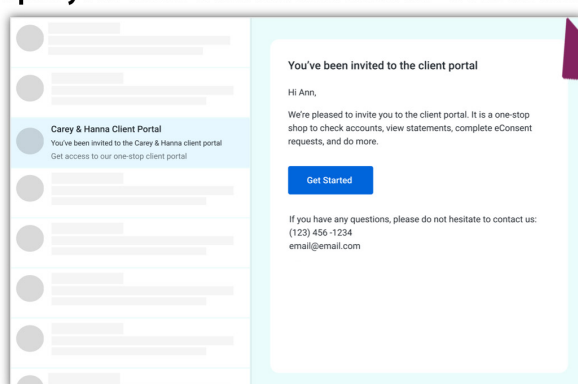 Carey & Hanna Client Portal
You've been invited to the Carey & Hanna client portal
Get access to our one-stop client portal
You've been invited to the client portal
Hi Ann,
We're pleased to invite you to the client portal. It is a one-stop
shop to check accounts, view statements, complete eConsent
requests, and do more.
Get Started
If you have any questions, please do not hesitate to contact us:
(123) 456 -1234
email@email.com